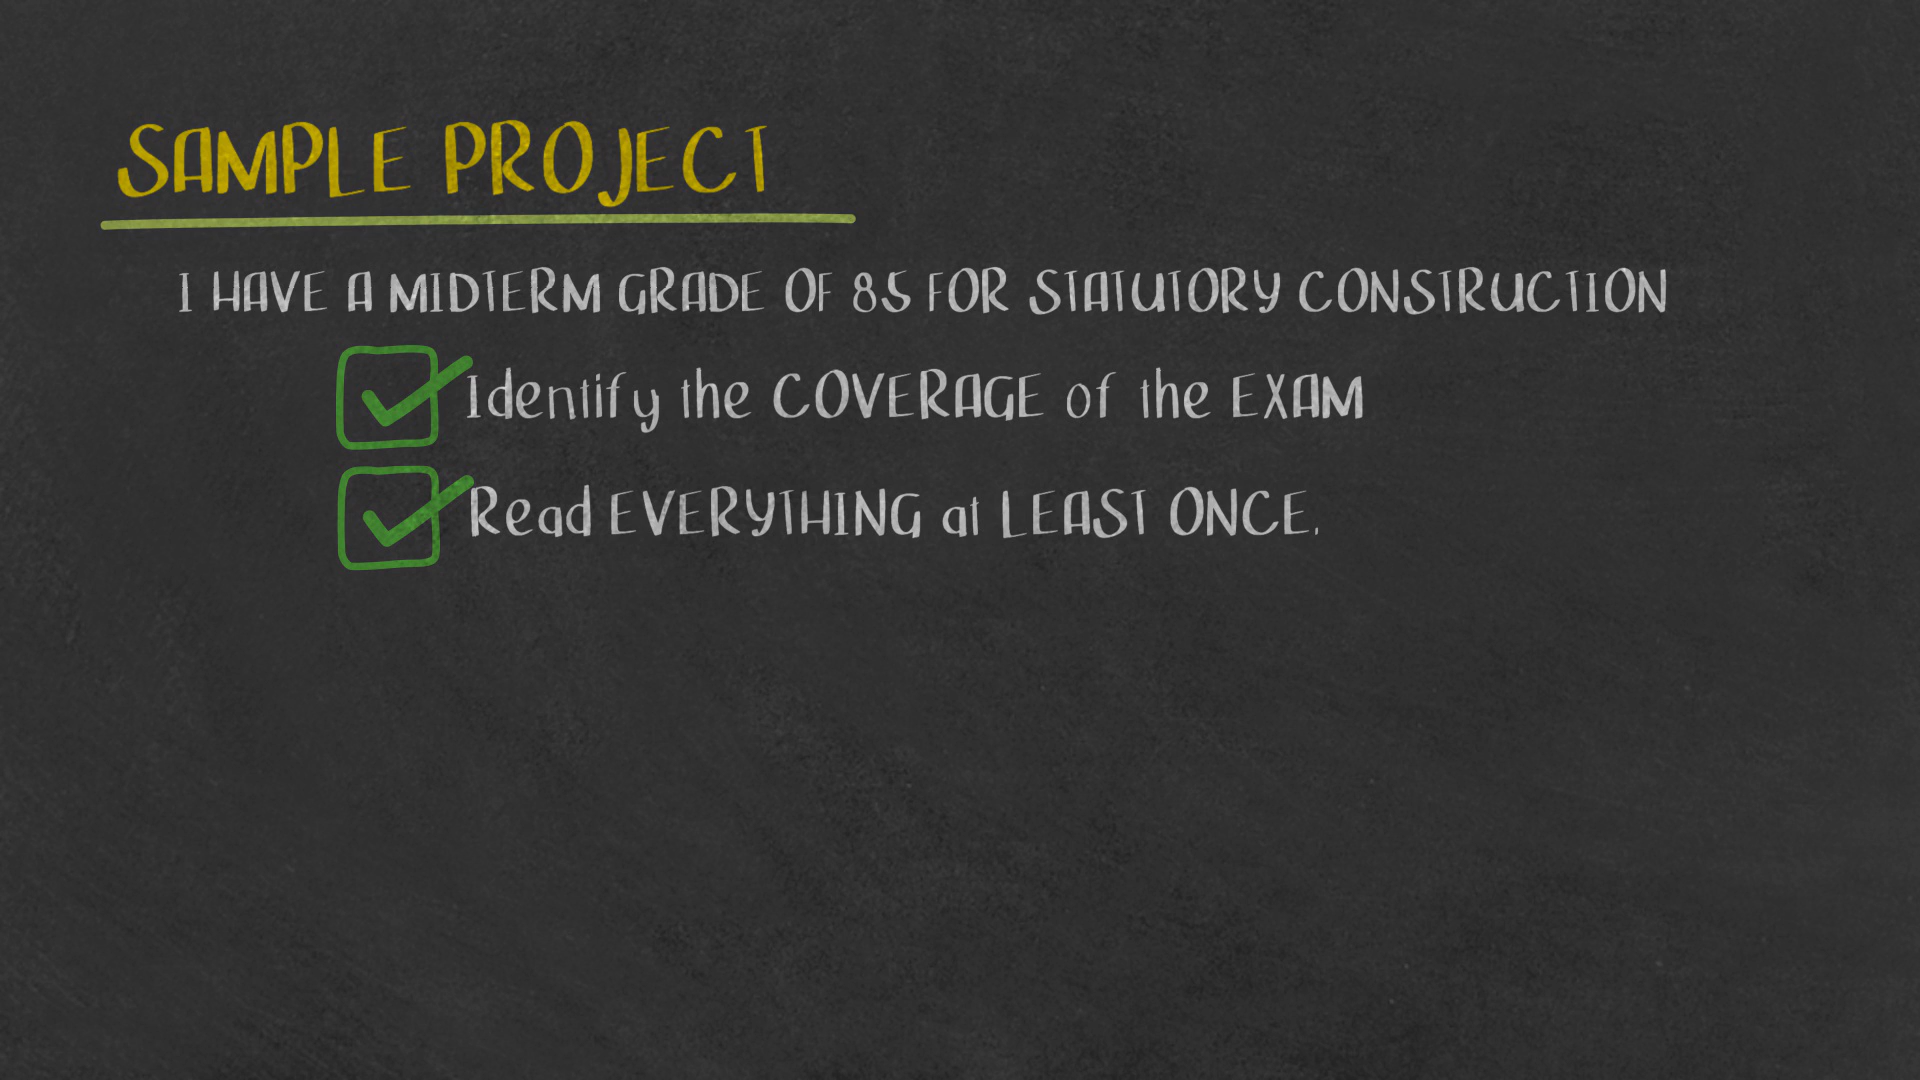 SAMPLE PROJECT
I HAVE A MIDTERM GRADE OF 85 FOR STATUTORY CONSTRUCTION
Identify the COVERAGE of the EXAM
Read EVERYTHING at LEAST ONCE.